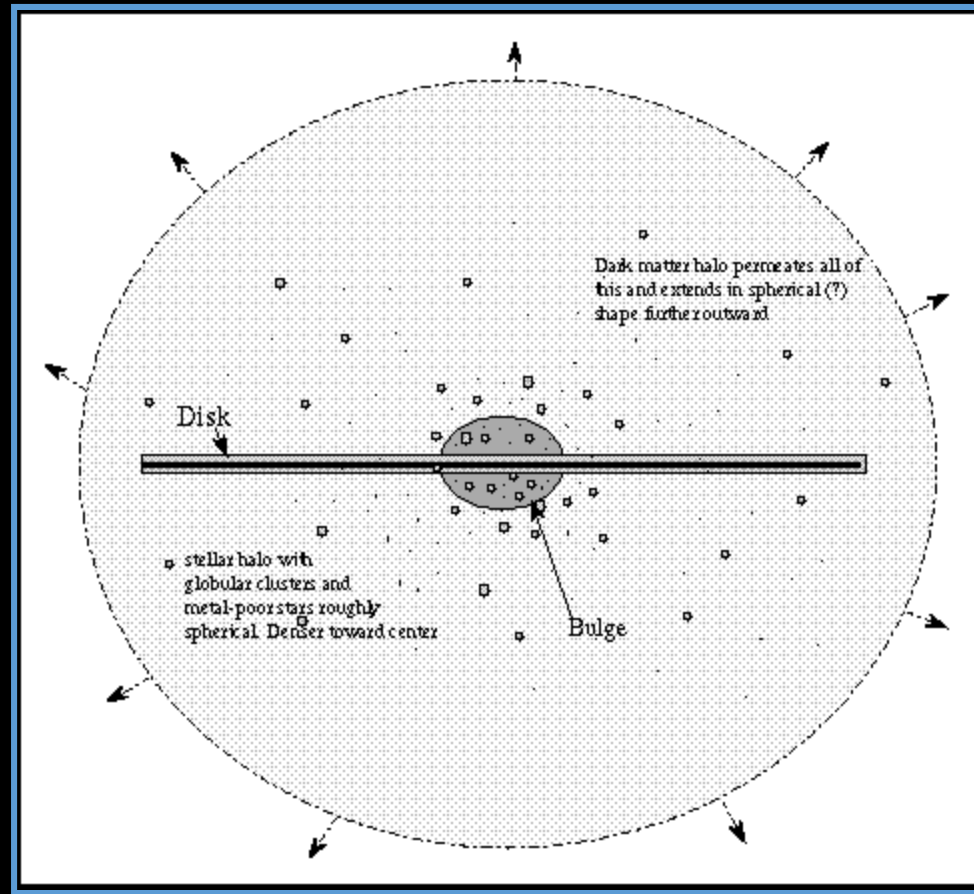 Dark matter halo permeates all of
this and extends in spherical (?)
shape further outward
Disk
stellar halo with
globular clusters and
metal-poor stars roughly
spherical. Denser toward center
Bulge